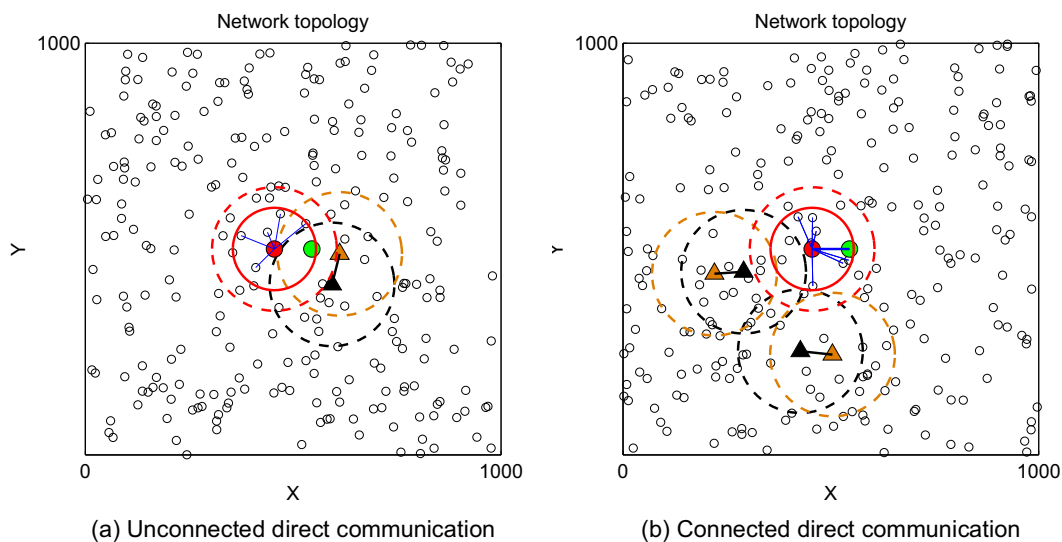 Network topology
1000
Y
0
1000
X
(a) Unconnected direct communication
Network topology
1000
Y
0
1000
X
(b) Connected direct communication